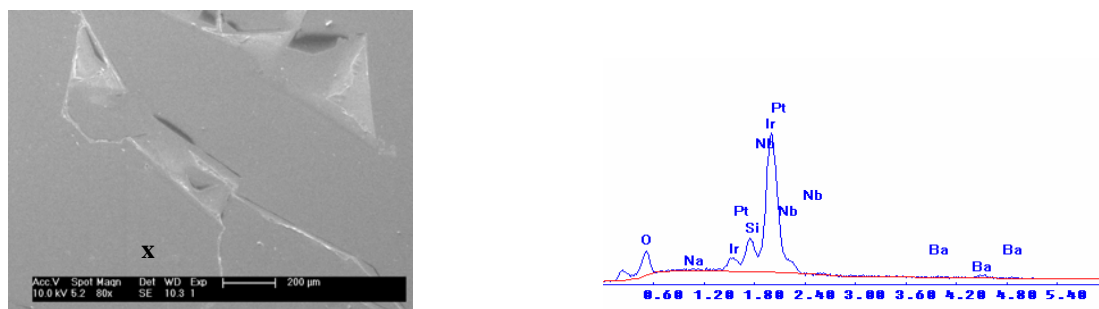 x
Acc.V Spot Magn Det WD Exp
10.0 kV 5.2 80x SE 10.3 1 200 µm
Pt
Ir
Nb
Nb
Pt Nb
Si
O Ir Ba Ba
Na Ba
0.60 1.20 1.80 2.40 3.00 3.60 4.20 4.80 5.40